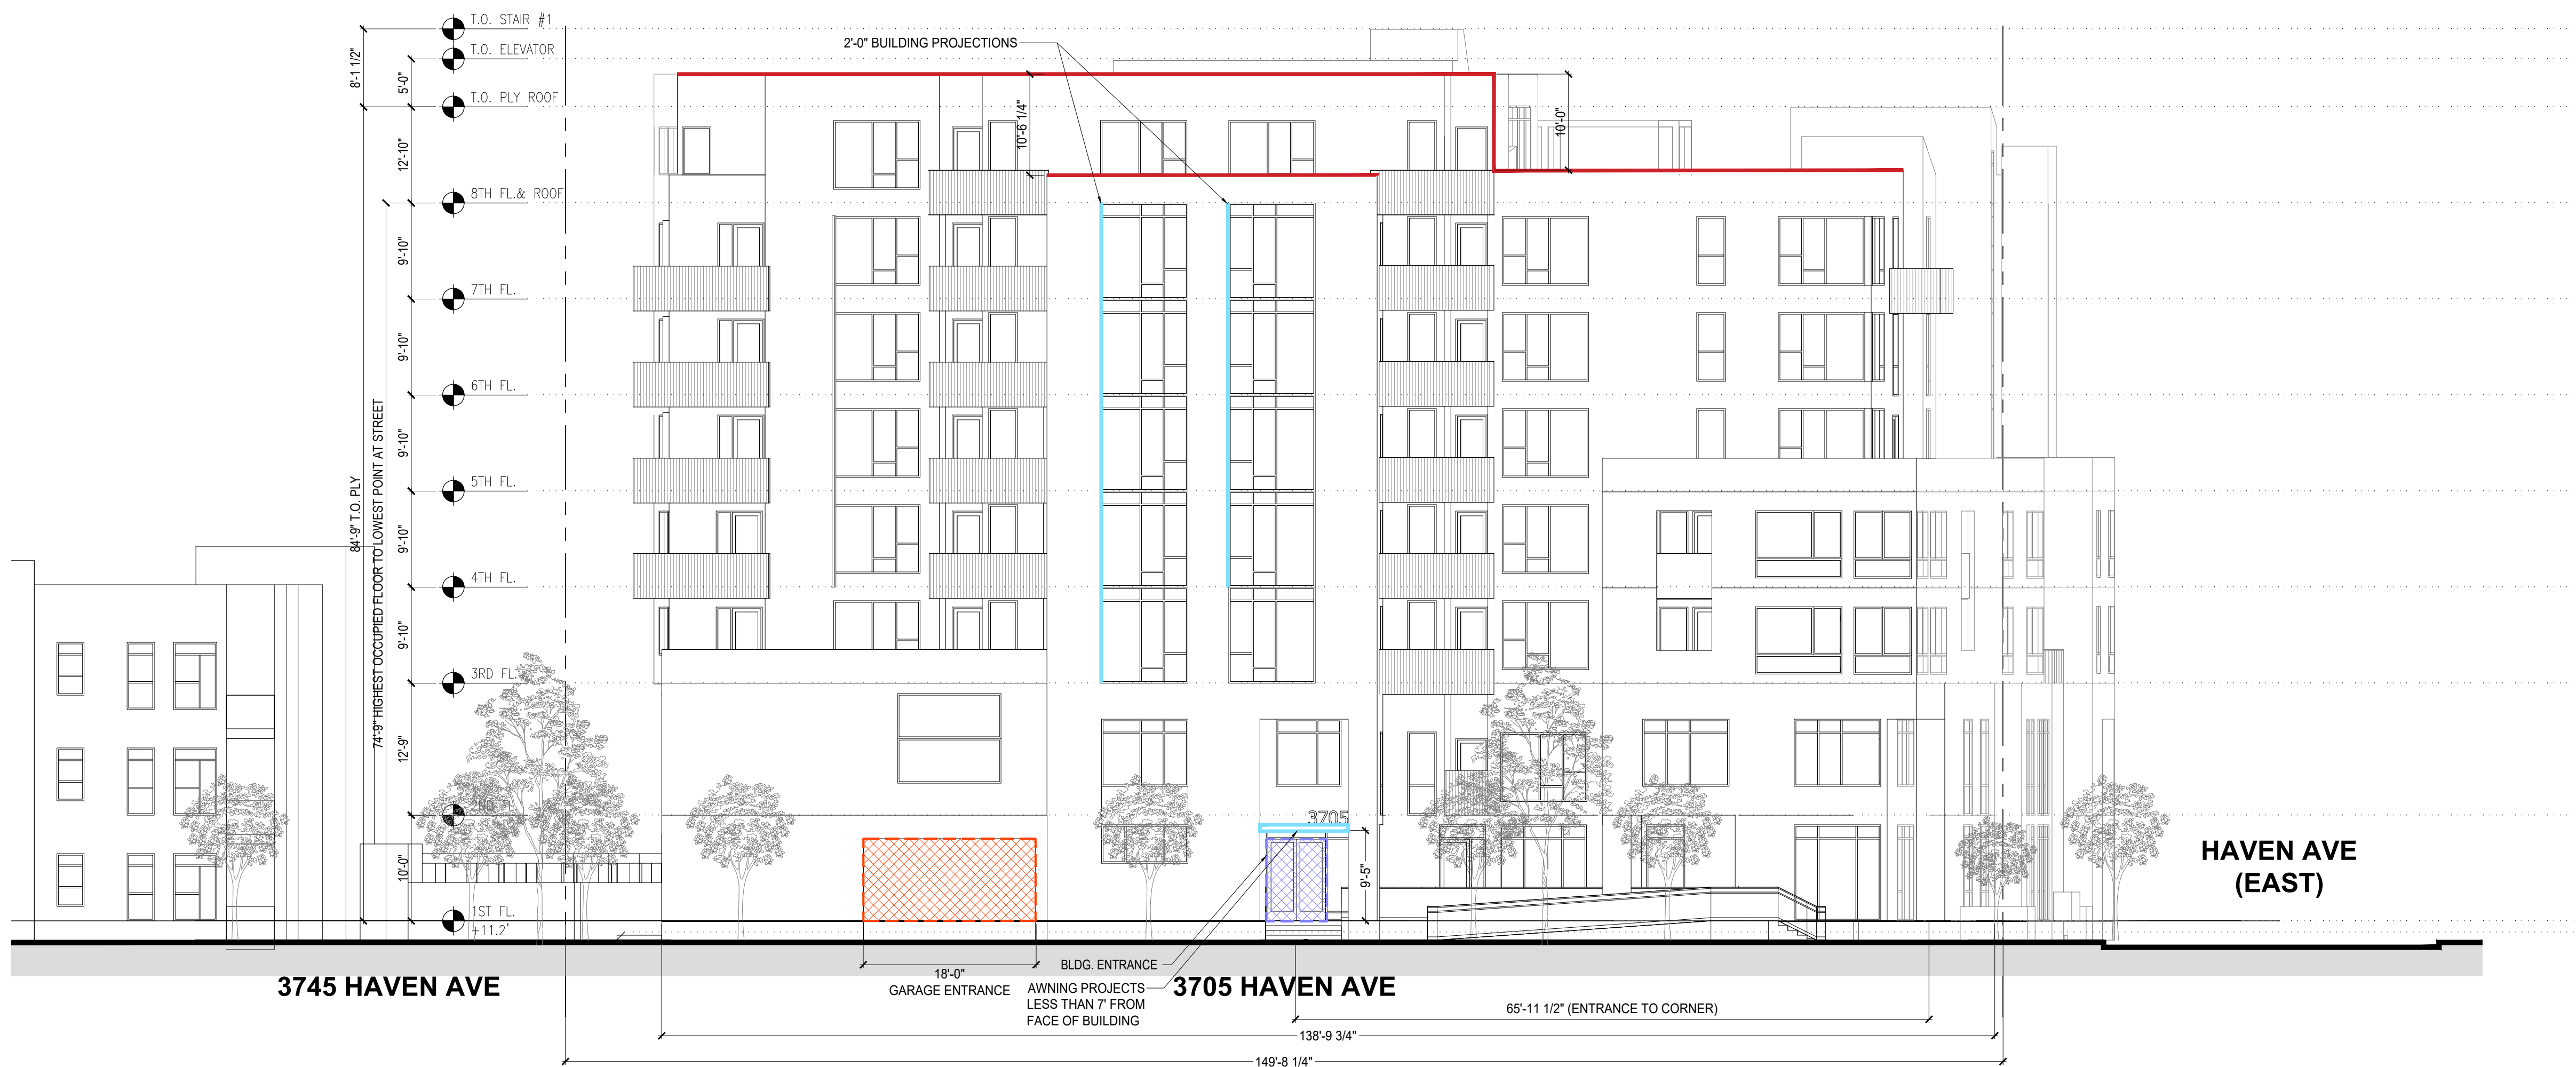 T.O. STAIR #1
T.O. ELEVATOR
T.O. PLY ROOF
8TH FL.& ROOF
7TH FL.
6TH FL.
5TH FL.
4TH FL.
3RD FL.
2ND FL.
1ST FL.
+11.2'
8'-1 1/2"
5'-0"
12'-10"
9'-10"
9'-10"
9'-10"
9'-10"
9'-10"
12'-9"
10'-0"
84'-9" T.O. PLY
74'-9" HIGHEST OCCUPIED FLOOR TO LOWEST POINT AT STREET
2'-0" BUILDING PROJECTIONS
10'-6 1/4"
10'-0"
3705
9'-5"
HAVEN AVE
(EAST)
3745 HAVEN AVE
18'-0"
GARAGE ENTRANCE
BLDG. ENTRANCE
AWNING PROJECTS
LESS THAN 7' FROM
FACE OF BUILDING
3705 HAVEN AVE
65'-11 1/2" (ENTRANCE TO CORNER)
138'-9 3/4"
149'-8 1/4"